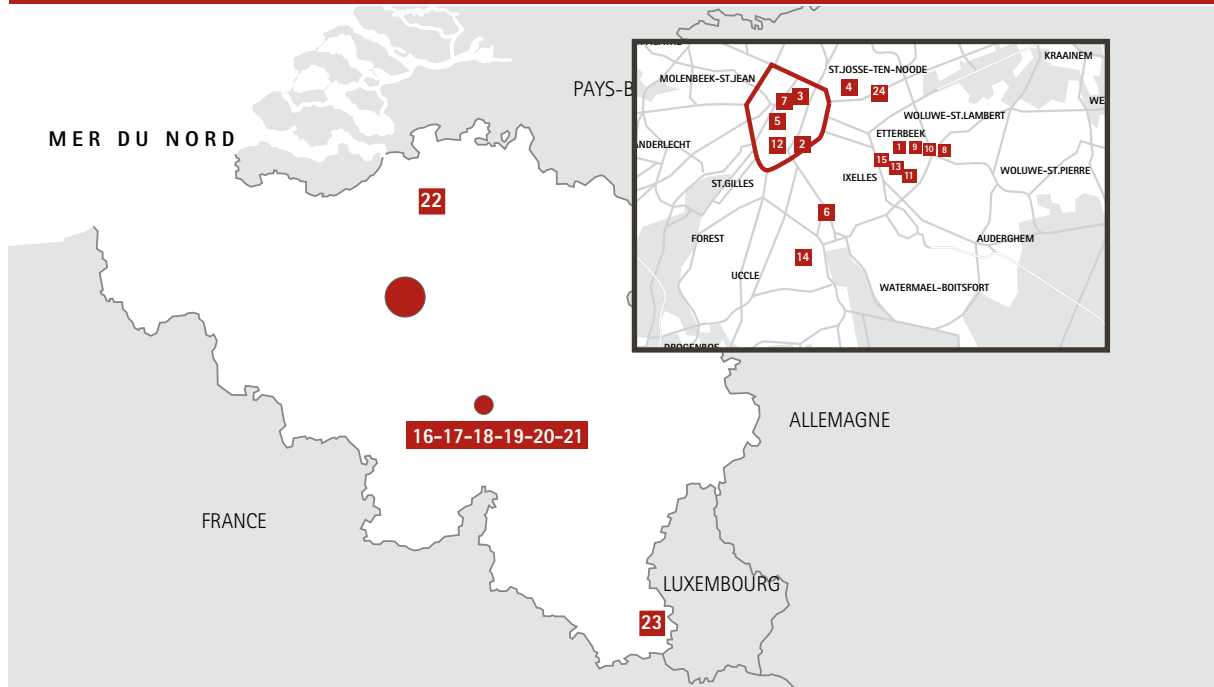 PAYS-B
MER DU NORD
22
16-17-18-19-20-21
FRANCE
ALLEMAGNE
LUXEMBOURG
23
KRAAINEM
MOLENBEEK-ST.JEAN
ST.JOSSE-TEN-NOODE
4
24
7
3
WE
WOLUWE-ST.LAMBERT
5
ETTERBEEK
NDERLECHT
12
2
1
9
10
8
15
13
11
WOLUWE-ST.PIERRE
ST.GILLES
IXELLES
6
FOREST
AUDERGHEM
14
UCCLE
WATERMAEL-BOITSFORT
DROGENBOS